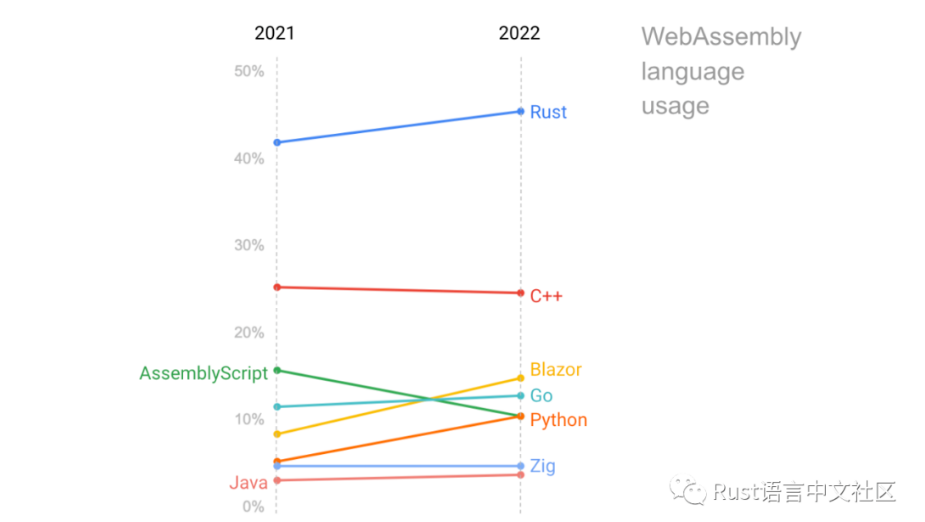 2021
2022
WebAssembly
language
usage
50%
Rust
40%
30%
C++
20%
AssemblyScript
Blazor
Go
10%
Python
Zig
Java
0%
Rust语言中文社区